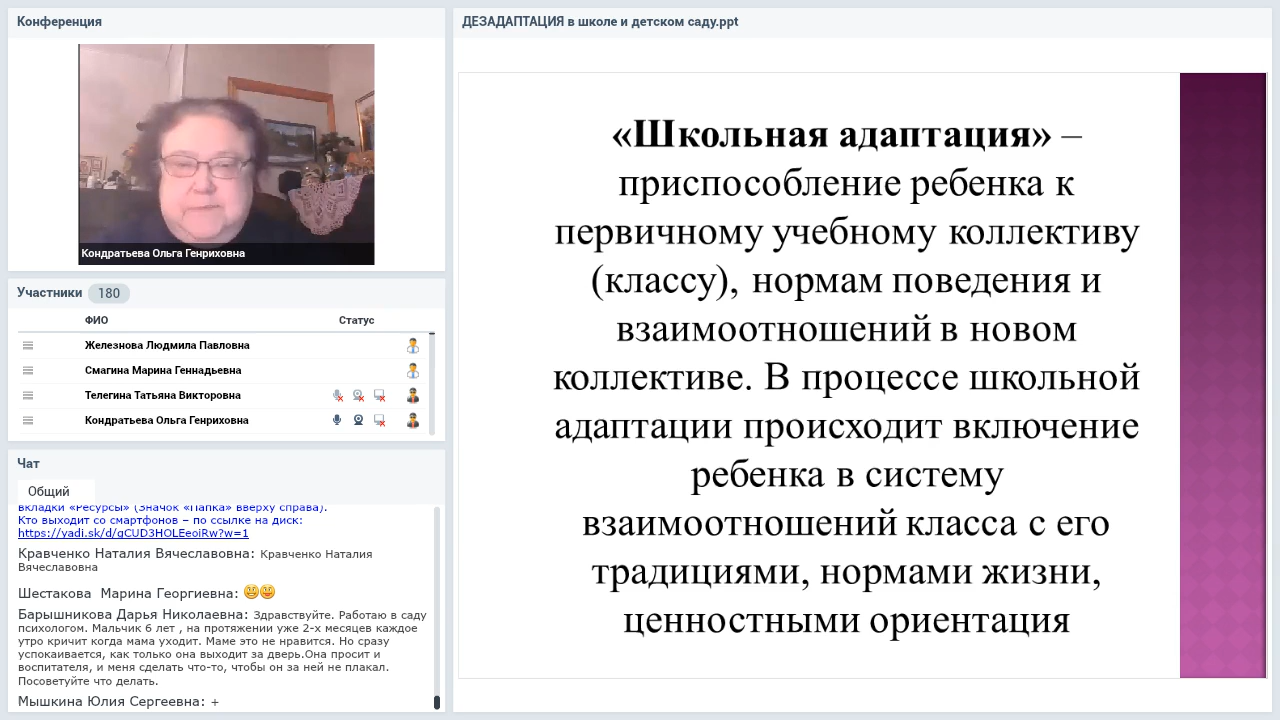 Конференция
Кондратьева Ольга Генриховна
Участники 180
ФИО Статус
Железнова Людмила Павловна
Смагина Марина Геннадьевна
Телегина Татьяна Викторовна
Кондратьева Ольга Генриховна
Чат
Общий
вкладки «Ресурсы» (Значок «Папка» вверху справа).
Кто выходит со смартфонов – по ссылке на диск:
https://yadi.sk/d/gCUD3HOLEeoiRw?w=1
Кравченко Наталия Вячеславовна: Кравченко Наталия
Вячеславовна
Шестакова Марина Георгиевна:
Барышникова Дарья Николаевна: Здравствуйте. Работаю в саду
психологом. Мальчик 6 лет , на протяжении уже 2-х месяцев каждое
утро кричит когда мама уходит. Маме это не нравится. Но сразу
успокаивается, как только она выходит за дверь.Она просит и
воспитателя, и меня сделать что-то, чтобы он за ней не плакал.
Посоветуйте что делать.
Мышкина Юлия Сергеевна: +
ДЕЗАДАПТАЦИЯ в школе и детском саду.ppt
«Школьная адаптация» –
приспособление ребенка к
первичному учебному коллективу
(классу), нормам поведения и
взаимоотношений в новом
коллективе. В процессе школьной
адаптации происходит включение
ребенка в систему
взаимоотношений класса с его
традициями, нормами жизни,
ценностными ориентация